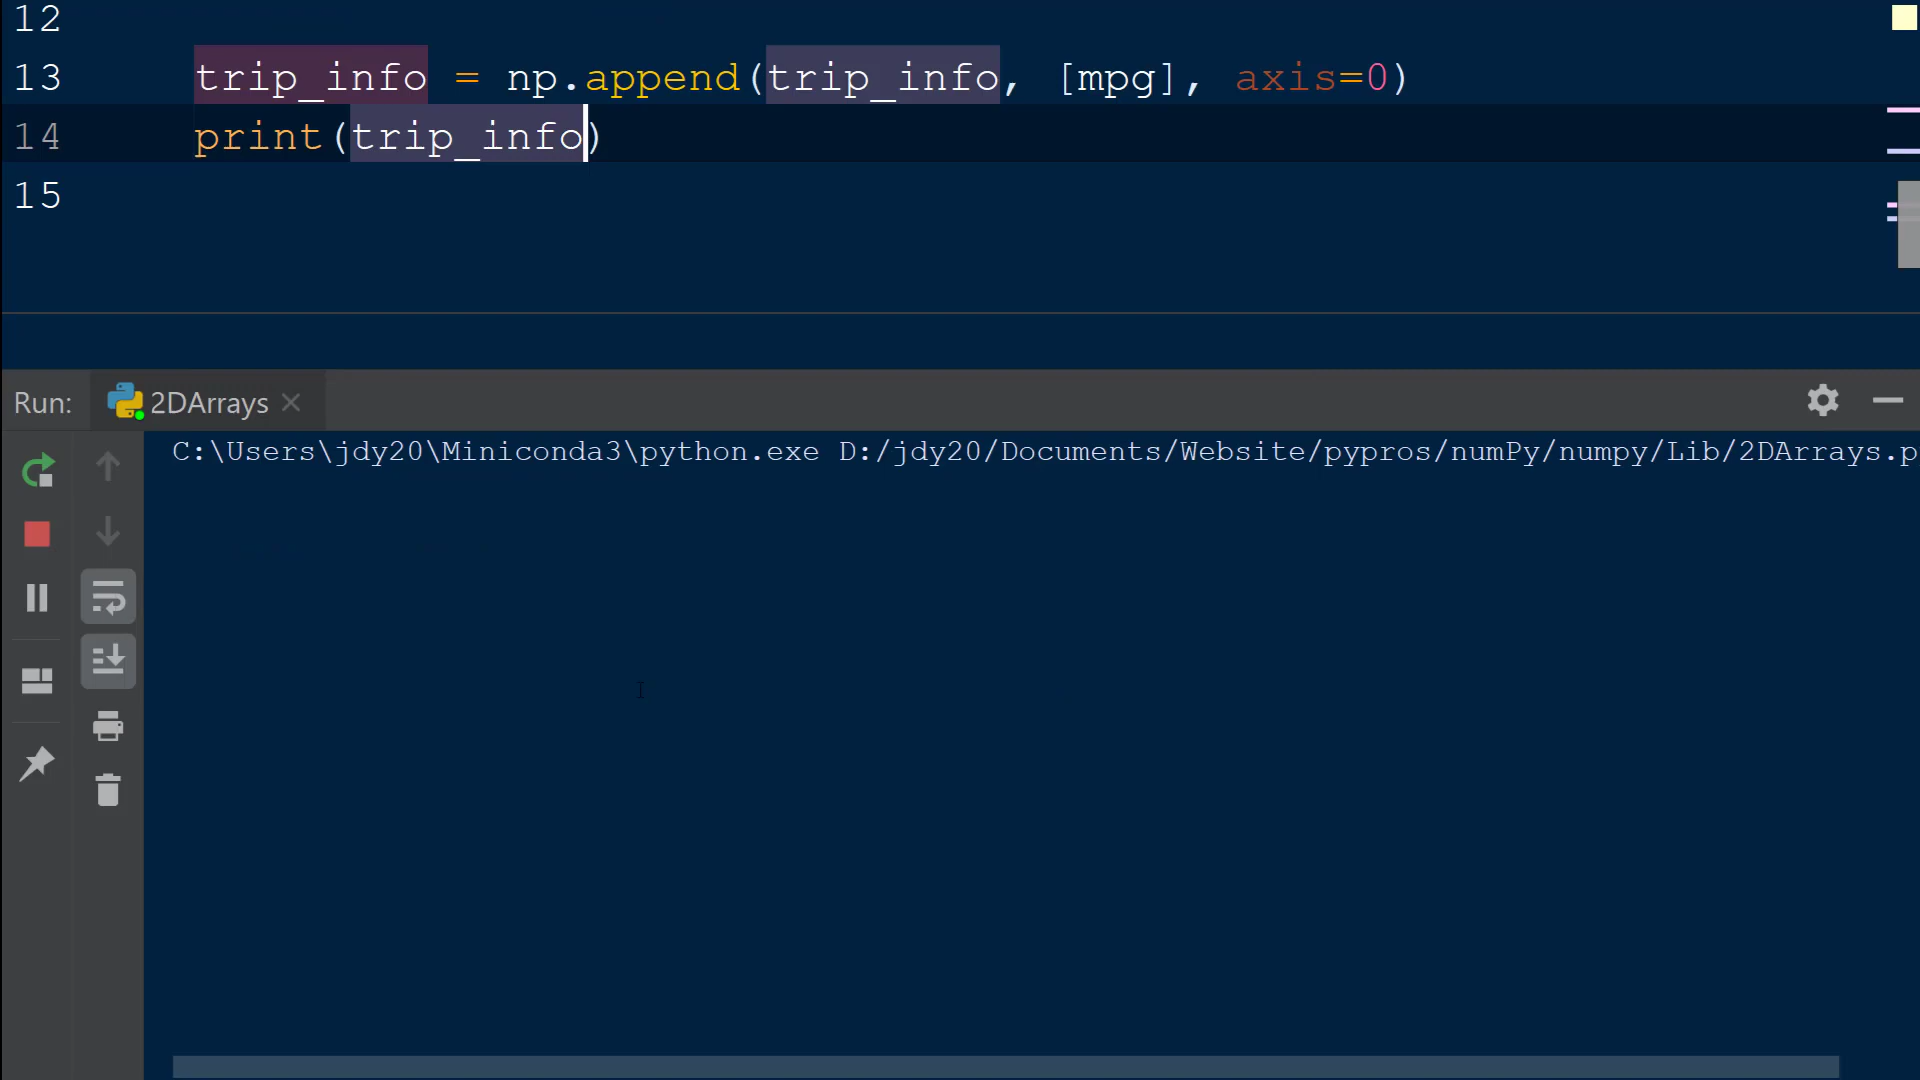 12
13 trip_info = np.append(trip_info, [mpg], axis=0)
14 print(trip_info)
15
Run: 2DArrays
C:\Users\jdy20\Miniconda3\python.exe D:/jdy20/Documents/Website/pypros/numPy/numpy/Lib/2DArrays.p